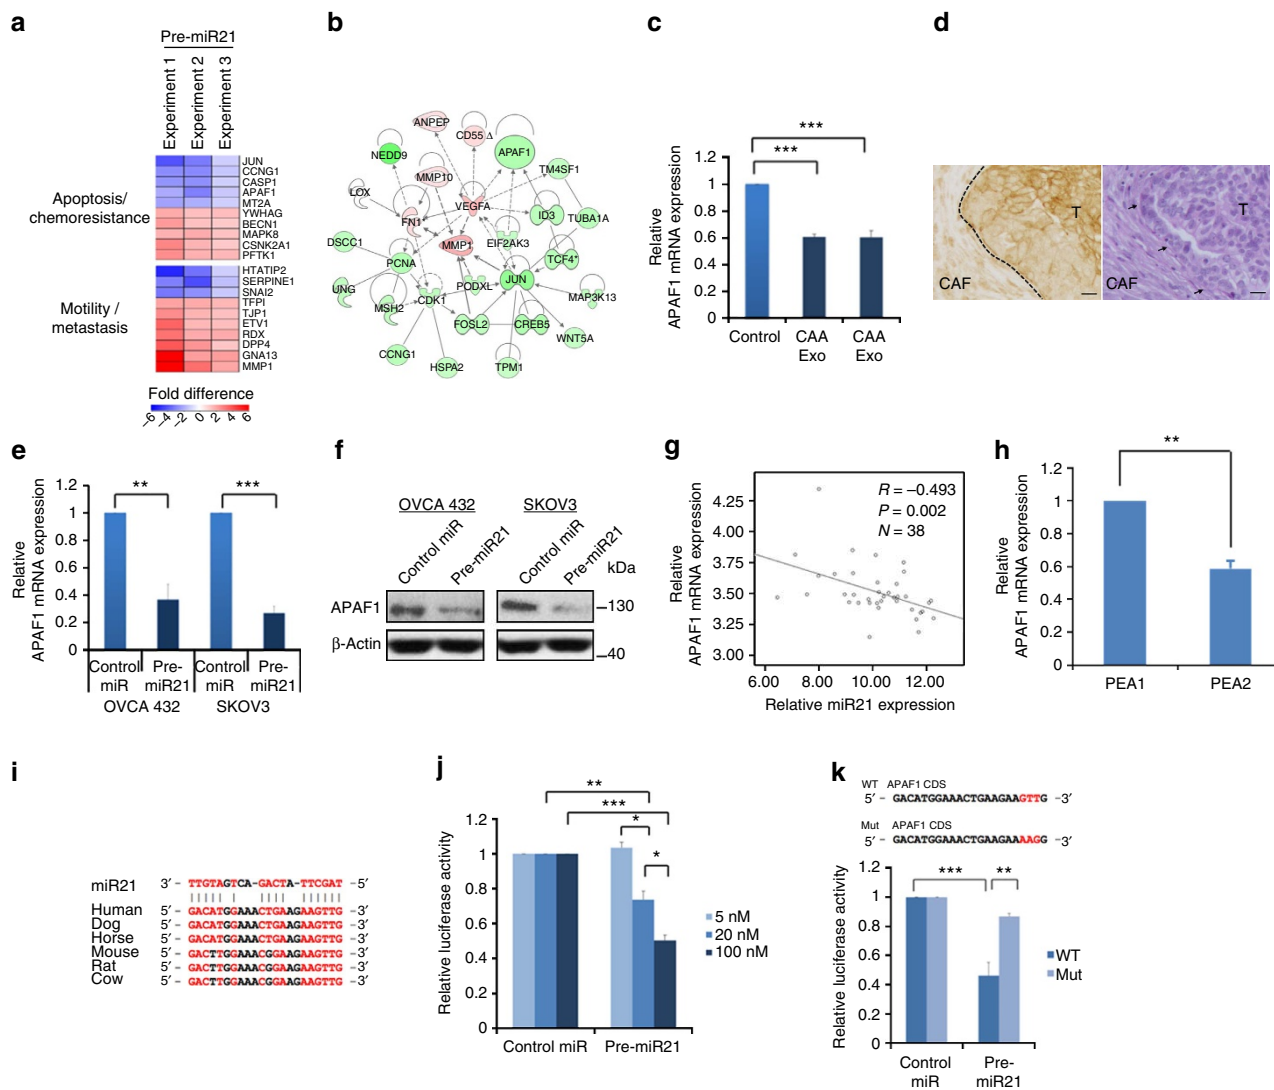 a
Pre-miR21
Experiment 1
Experiment 2
Experiment 3
Apoptosis/
chemoresistance
JUN
CCNG1
CASP1
APAF1
MT2A
YWHAG
BECN1
MAPK8
CSNK2A1
PFTK1
Motility /
metastasis
HTATIP2
SERPINE1
SNAI2
TFPI
TJP1
ETV1
RDX
DPP4
GNA13
MMP1
Fold difference
−6 −4 −2 0 2 4 6
b
ANPEP
CD55 Δ
APAF1
NEDD9
MMP10
TM4SF1
LOX
VEGFA
FN1
ID3
TUBA1A
DSCC1
MMP1
EIF2AK3
PCNA
TCF4*
UNG
PODXL
JUN
MSH2
CDK1
MAP3K13
FOSL2
CREB5
WNT5A
CCNG1
HSPA2
TPM1
c
Relative
APAF1 mRNA expression
***
***
1.2
1
0.8
0.6
0.4
0.2
0
Control
CAA
Exo
CAA
Exo
d
T
CAF
T
CAF
e
Relative
APAF1 mRNA expression
1.2
1
0.8
0.6
0.4
0.2
0
**
***
Control
miR
Pre-
miR21
Control
miR
Pre-
miR21
OVCA 432
SKOV3
f
OVCA 432
SKOV3
Control miR
Pre-miR21
Control miR
Pre-miR21
kDa
APAF1
–130
β-Actin
–40
g
Relative
APAF1 mRNA expression
R = −0.493
P = 0.002
N = 38
4.25
4.00
3.75
3.50
3.25
3.00
6.00 8.00 10.00 12.00
Relative miR21 expression
h
Relative
APAF1 mRNA expression
**
1.2
1
0.8
0.6
0.4
0.2
0
PEA1
PEA2
i
miR21 3′ - TTGTAGTCA-GACTA-TTCGAT - 5′
Human 5′ - GACATGGAAACTGAAGAAGTTG - 3′
Dog 5′ - GACATGGAAACTGAAGAAGTTG - 3′
Horse 5′ - GACATGGAAACTGAAGAAGTTG - 3′
Mouse 5′ - GACTTGGAAACGGAAGAAGTTG - 3′
Rat 5′ - GACTTGGAAACGGAAGAAGTTG - 3′
Cow 5′ - GACTTGGAAACGGAAGAAGTTG - 3′
j
Relative luciferase activity
**
***
*
*
1.2
1
0.8
0.6
0.4
0.2
0
Control miR
Pre-miR21
5 nM
20 nM
100 nM
k
WT APAF1 CDS
5′ - GACATGGAAACTGAAGAAGTTG -3′
Mut APAF1 CDS
5′ - GACATGGAAACTGAAGAAAAGG -3′
Relative luciferase activity
***
**
1.2
1
0.8
0.6
0.4
0.2
0
Control
miR
Pre-
miR21
WT
Mut